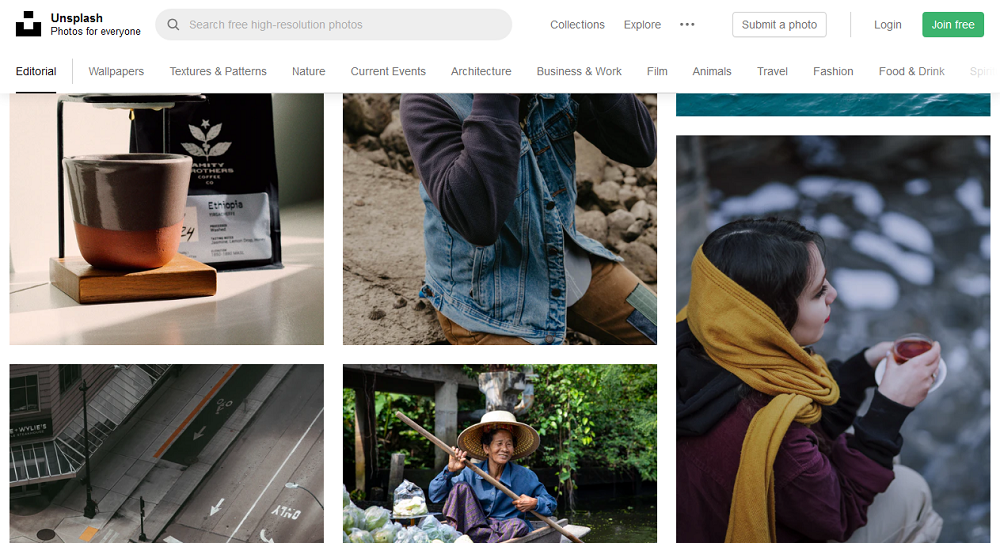 Unsplash
Photos for everyone
Search free high-resolution photos
Collections
Explore
Submit a photo
Login
Join free
Editorial
Wallpapers
Textures & Patterns
Nature
Current Events
Architecture
Business & Work
Film
Animals
Travel
Fashion
Food & Drink
AMITY
BROTHERS
COFFEE
CO
Ethiopia
24
WYLIE'S
ONLY